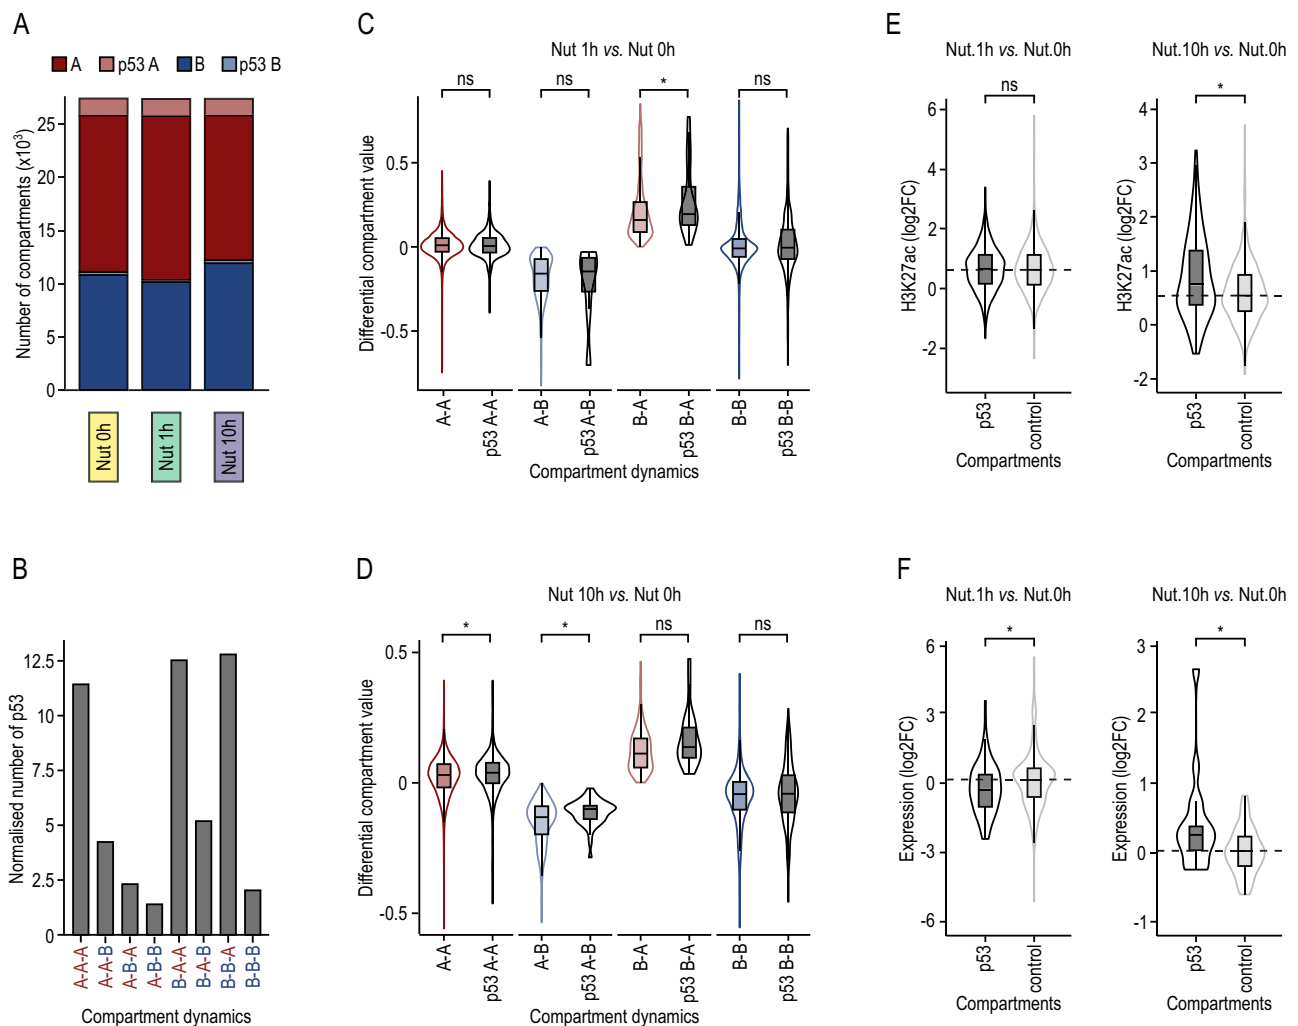 A
A p53 A B p53 B
Number of compartments (x10³)
25
20
15
10
5
0
Nut 0h
Nut 1h
Nut 10h
B
Normalised number of p53
12.5
10
7.5
5
2.5
0
A-A-A
A-A-B
A-B-A
A-B-B
B-A-A
B-A-B
B-B-A
B-B-B
Compartment dynamics
C
Nut 1h vs. Nut 0h
ns ns * ns
Differential compartment value
0.5
0
-0.5
A-A
p53 A-A
A-B
p53 A-B
B-A
p53 B-A
B-B
p53 B-B
Compartment dynamics
D
Nut 10h vs. Nut 0h
* * ns ns
Differential compartment value
0.5
0
-0.5
A-A
p53 A-A
A-B
p53 A-B
B-A
p53 B-A
B-B
p53 B-B
Compartment dynamics
E
Nut.1h vs. Nut.0h
ns
H3K27ac (log2FC)
6
4
2
0
-2
p53
control
Compartments
Nut.10h vs. Nut.0h
*
H3K27ac (log2FC)
4
3
2
1
0
-2
p53
control
Compartments
F
Nut.1h vs. Nut.0h
*
Expression (log2FC)
6
3
0
-3
-6
p53
control
Compartments
Nut.10h vs. Nut.0h
*
Expression (log2FC)
3
2
1
0
-1
p53
control
Compartments